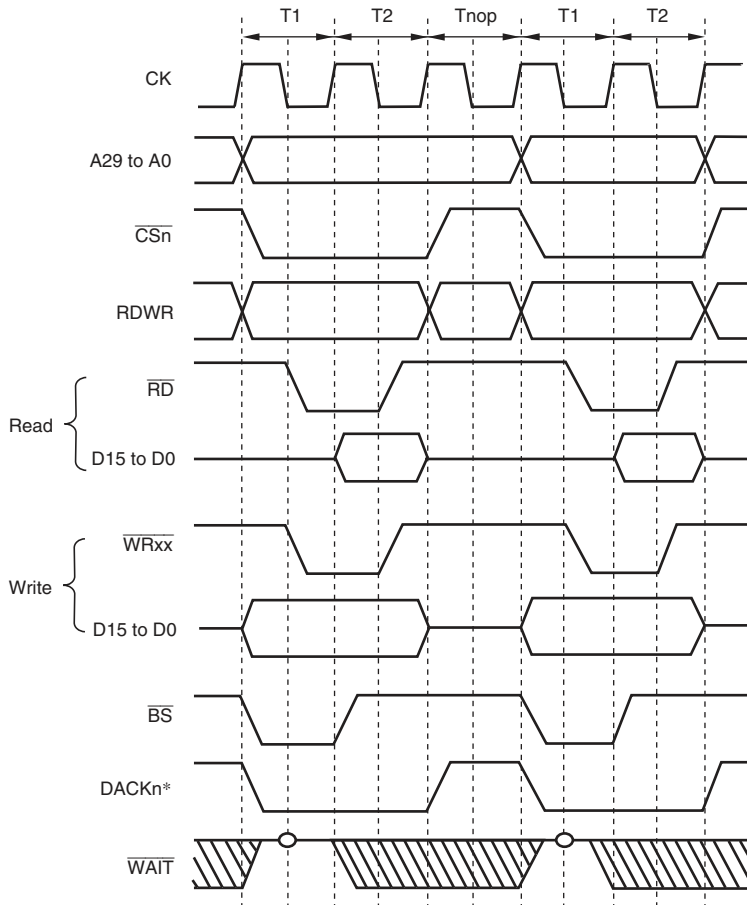 T1 T2 Tnop T1 T2
CK
A29 to A0
CSn
RDWR
RD
Read
D15 to D0
WRxx
Write
D15 to D0
BS
DACKn*
WAIT